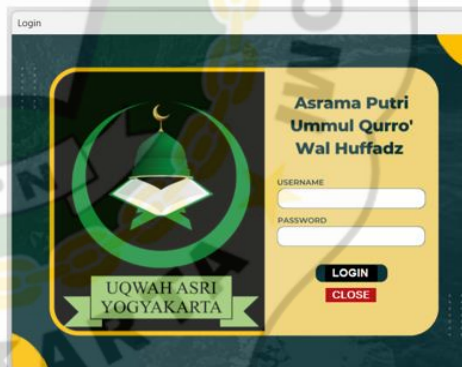 Login
Asrama Putri
Ummul Qurro'
Wal Huffadz
USERNAME
PASSWORD
LOGIN
CLOSE
UQWAH ASRI
YOGYAKARTA